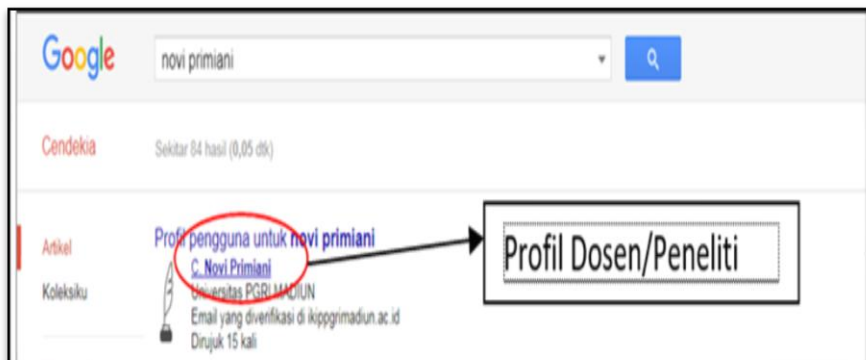 Google
novi primiani
Cendekia
Sekitar 84 hasil (0,05 dtk)
Artikel
Koleksiku
Profil pengguna untuk novi primiani
C. Novi Primiani
Universitas PGRI MADIUN
Email yang diverifikasi di ikippgrimadiun.ac.id
Dirujuk 15 kali
Profil Dosen/Peneliti